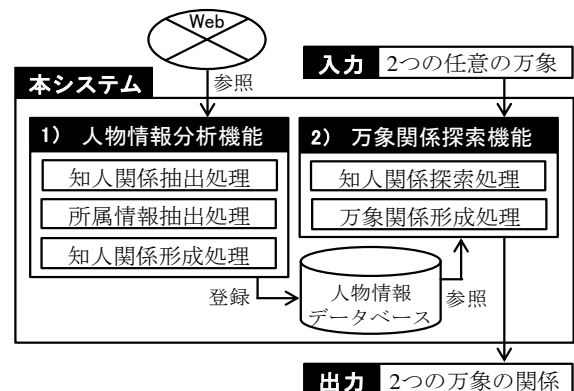 Web
参照
入力 2つの任意の万象
本システム
1) 人物情報分析機能
知人関係抽出処理
所属情報抽出処理
知人関係形成処理
2) 万象関係探索機能
知人関係探索処理
万象関係形成処理
登録
人物情報
データベース
参照
出力 2つの万象の関係